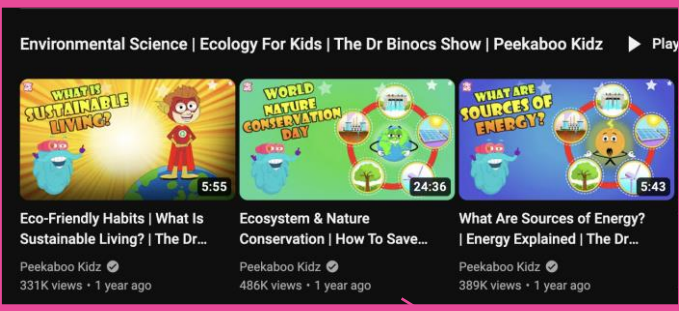 Environmental Science | Ecology For Kids | The Dr Binocs Show | Peekaboo Kidz
Play
WHAT IS
SUSTAINABLE
LIVING?
5:55
WORLD
NATURE
CONSERVATION
DAY
24:36
WHAT ARE
SOURCES OF
ENERGY?
5:43
Eco-Friendly Habits | What Is
Sustainable Living? | The Dr...
Peekaboo Kidz
331K views • 1 year ago
Ecosystem & Nature
Conservation | How To Save...
Peekaboo Kidz
486K views • 1 year ago
What Are Sources of Energy?
| Energy Explained | The Dr...
Peekaboo Kidz
389K views • 1 year ago